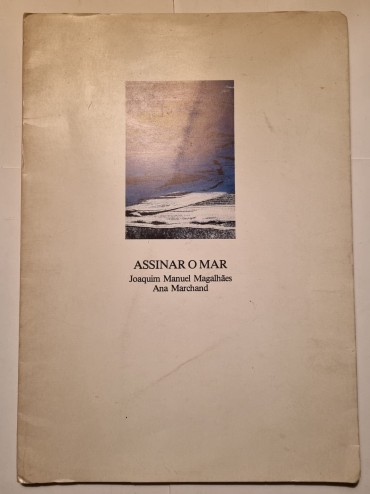 ASSINAR O MAR
Joaquim Manuel Magalhães
Ana Marchand